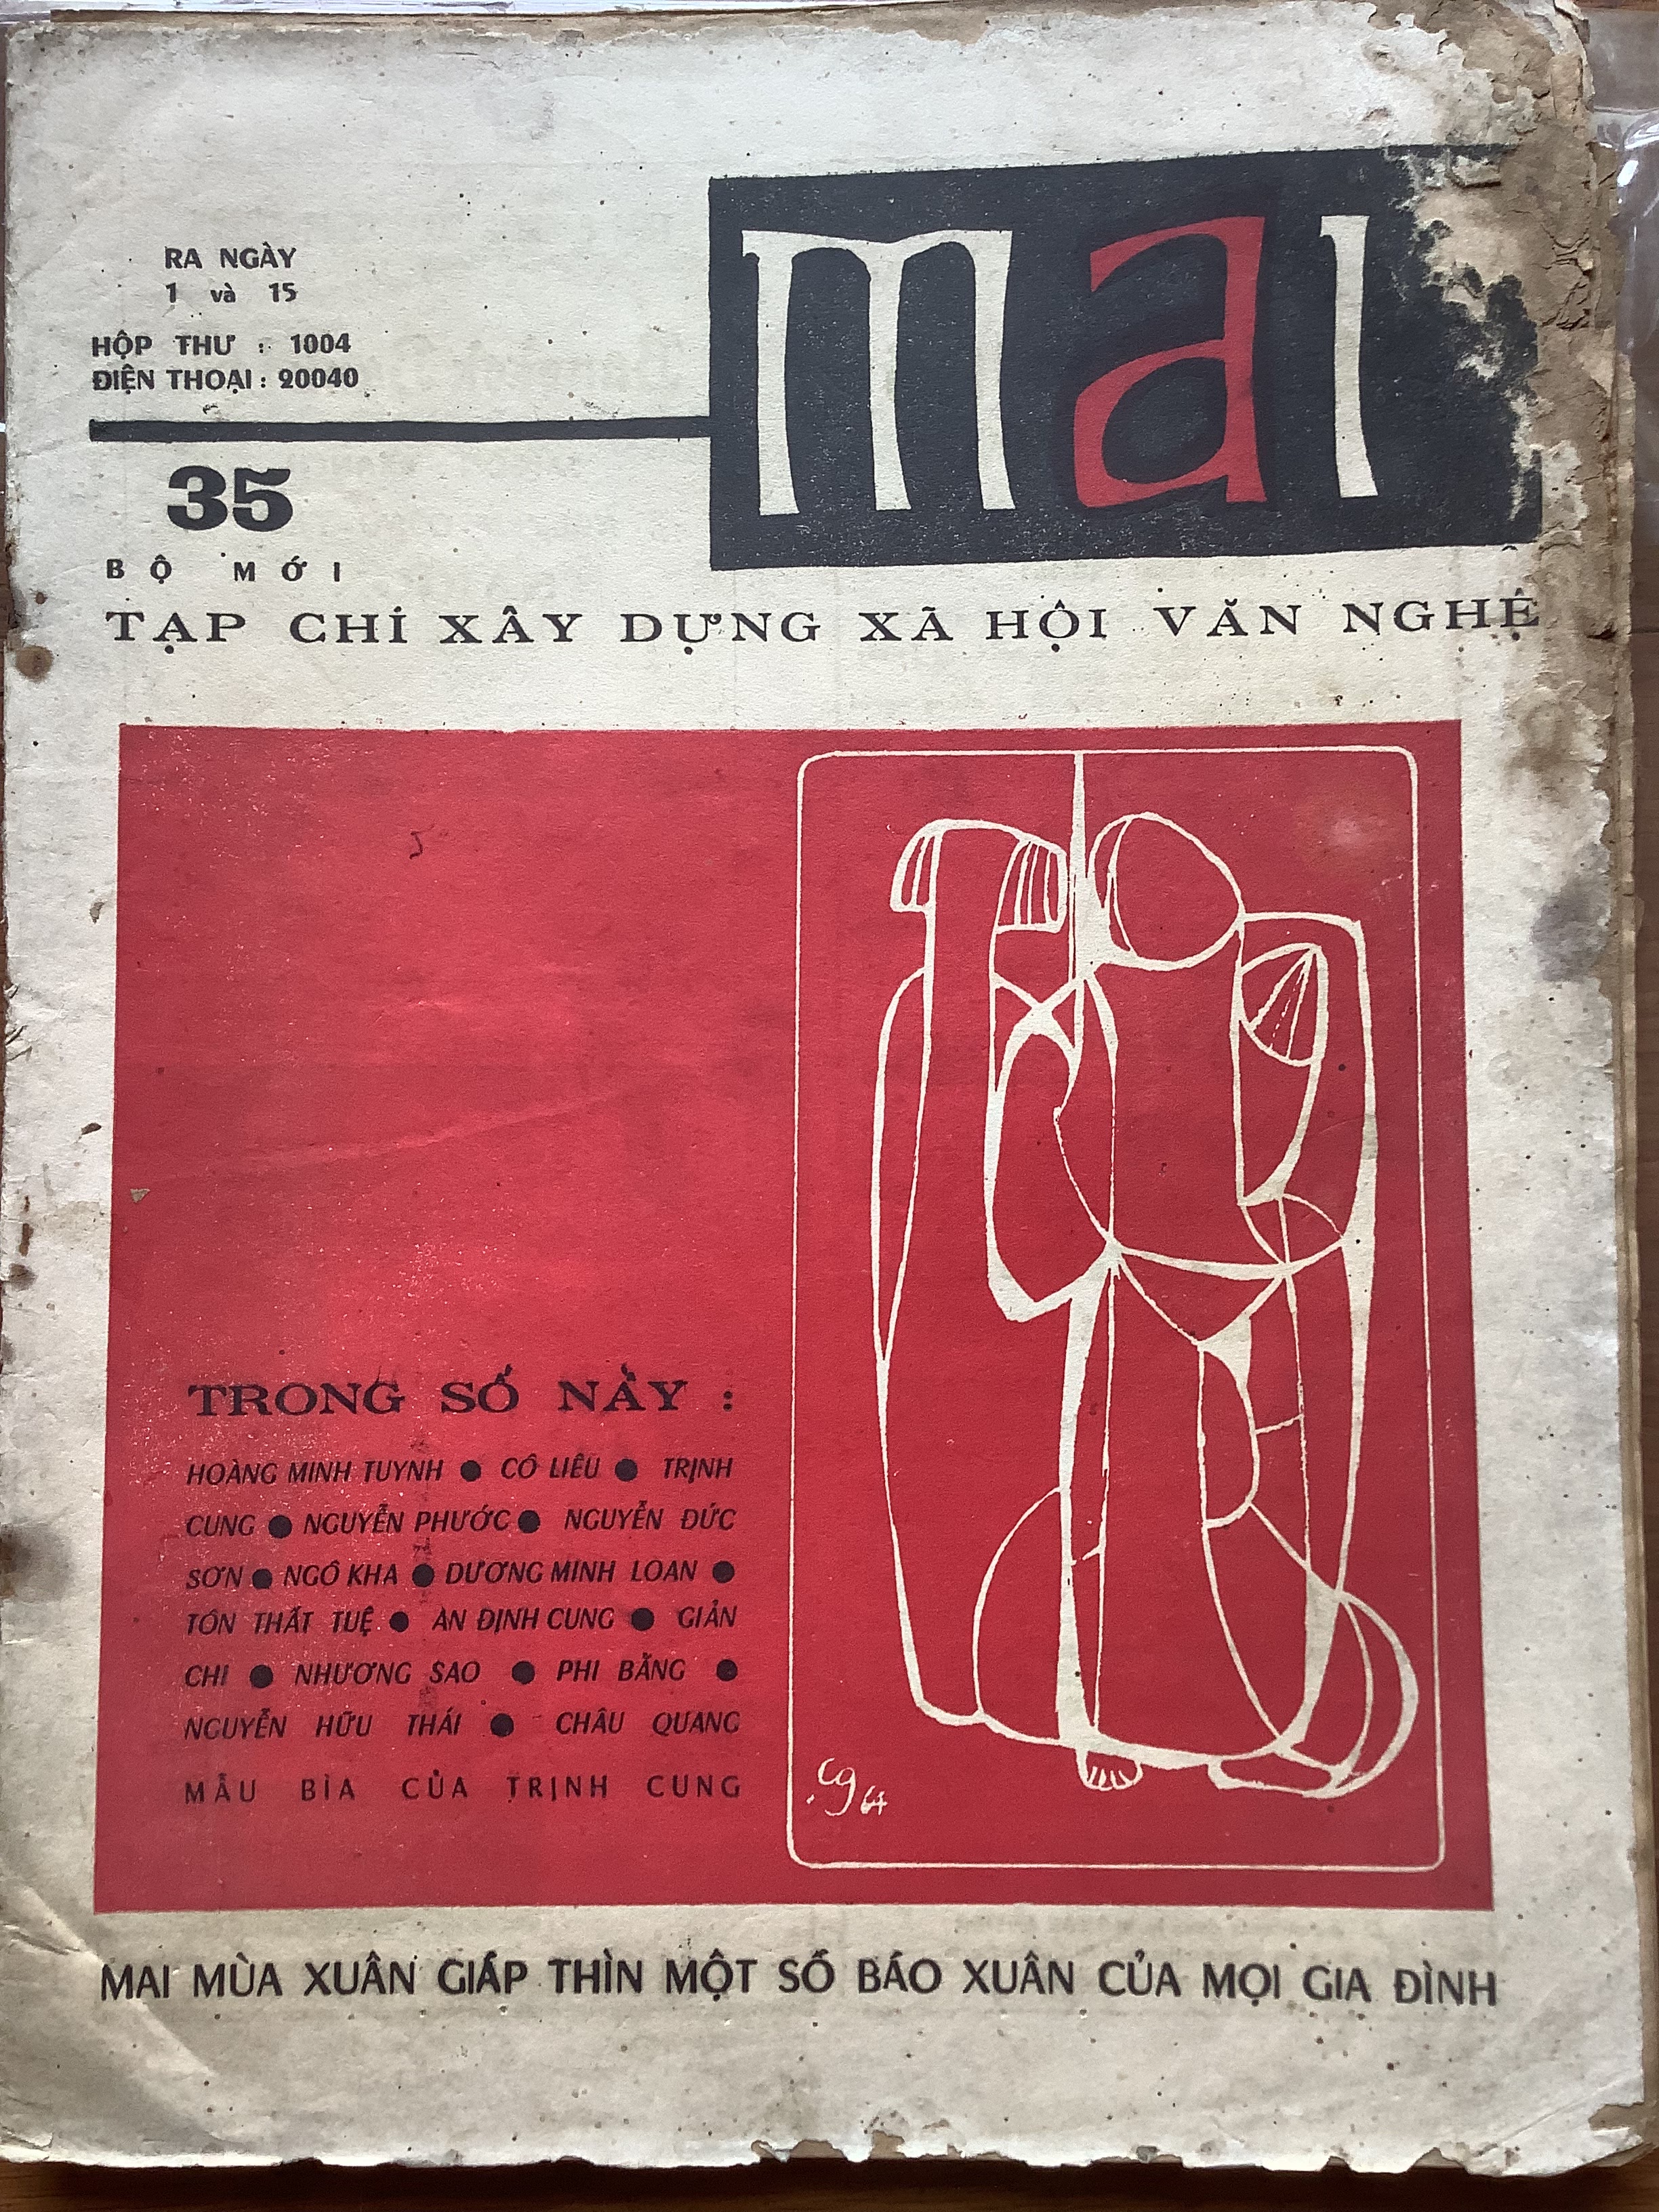 RA NGÀY
1 và 15
HỘP THƯ : 1004
ĐIỆN THOẠI : 20040
mai
35
BỘ MỚI
TẠP CHÍ XÂY DỰNG XÃ HỘI VĂN NGHỆ
TRONG SỐ NẦY :
HOÀNG MINH TUYNH ● CÔ LIÊU ● TRỊNH
CUNG ● NGUYỄN PHƯỚC ● NGUYỄN ĐỨC
SƠN ● NGÔ KHA ● DƯƠNG MINH LOAN ●
TÔN THẤT TUỆ ● AN ĐỊNH CUNG ● GIẢN
CHI ● NHƯƠNG SAO ● PHI BẰNG ●
NGUYỄN HỮU THÁI ● CHÂU QUANG
MẪU BÌA CỦA TRỊNH CUNG
cg 64
MAI MÙA XUÂN GIÁP THÌN MỘT SỐ BÁO XUÂN CỦA MỌI GIA ĐÌNH